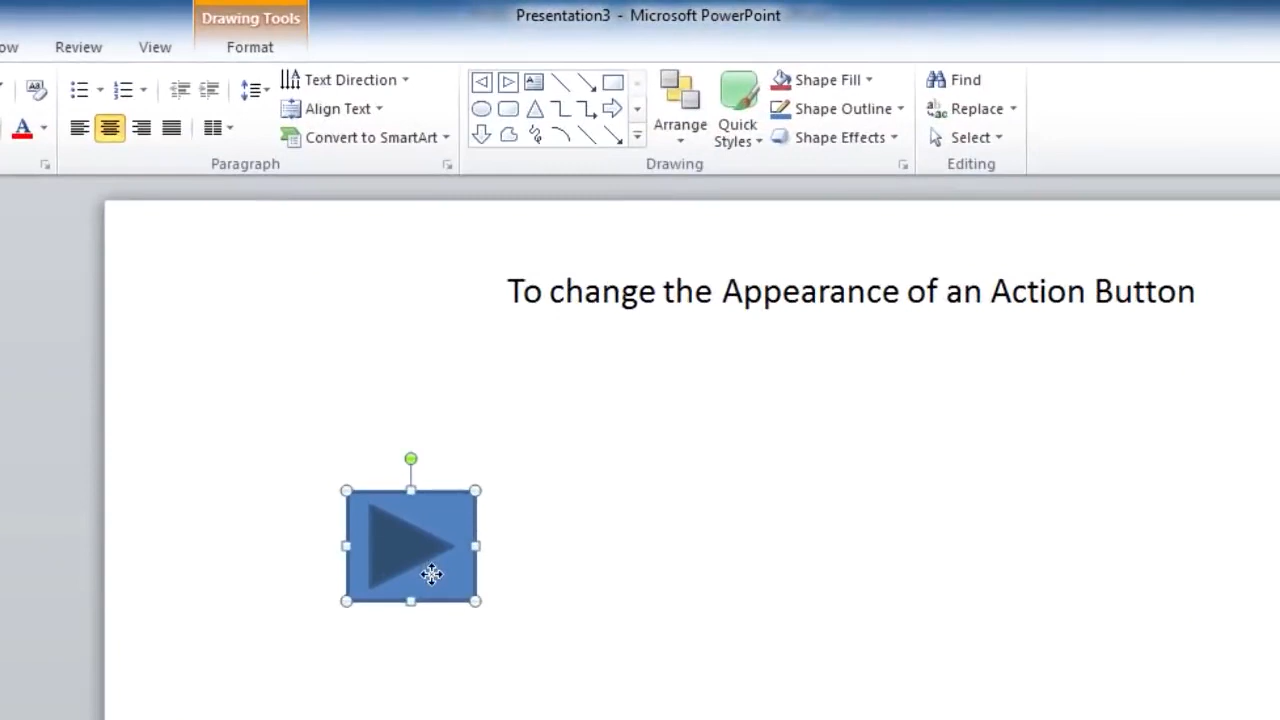 Drawing Tools
Presentation3 - Microsoft PowerPoint
ow Review View Format
Text Direction
Align Text
Convert to SmartArt
Paragraph
Arrange
Quick
Styles
Shape Fill
Shape Outline
Shape Effects
Drawing
Find
Replace
Select
Editing
To change the Appearance of an Action Button